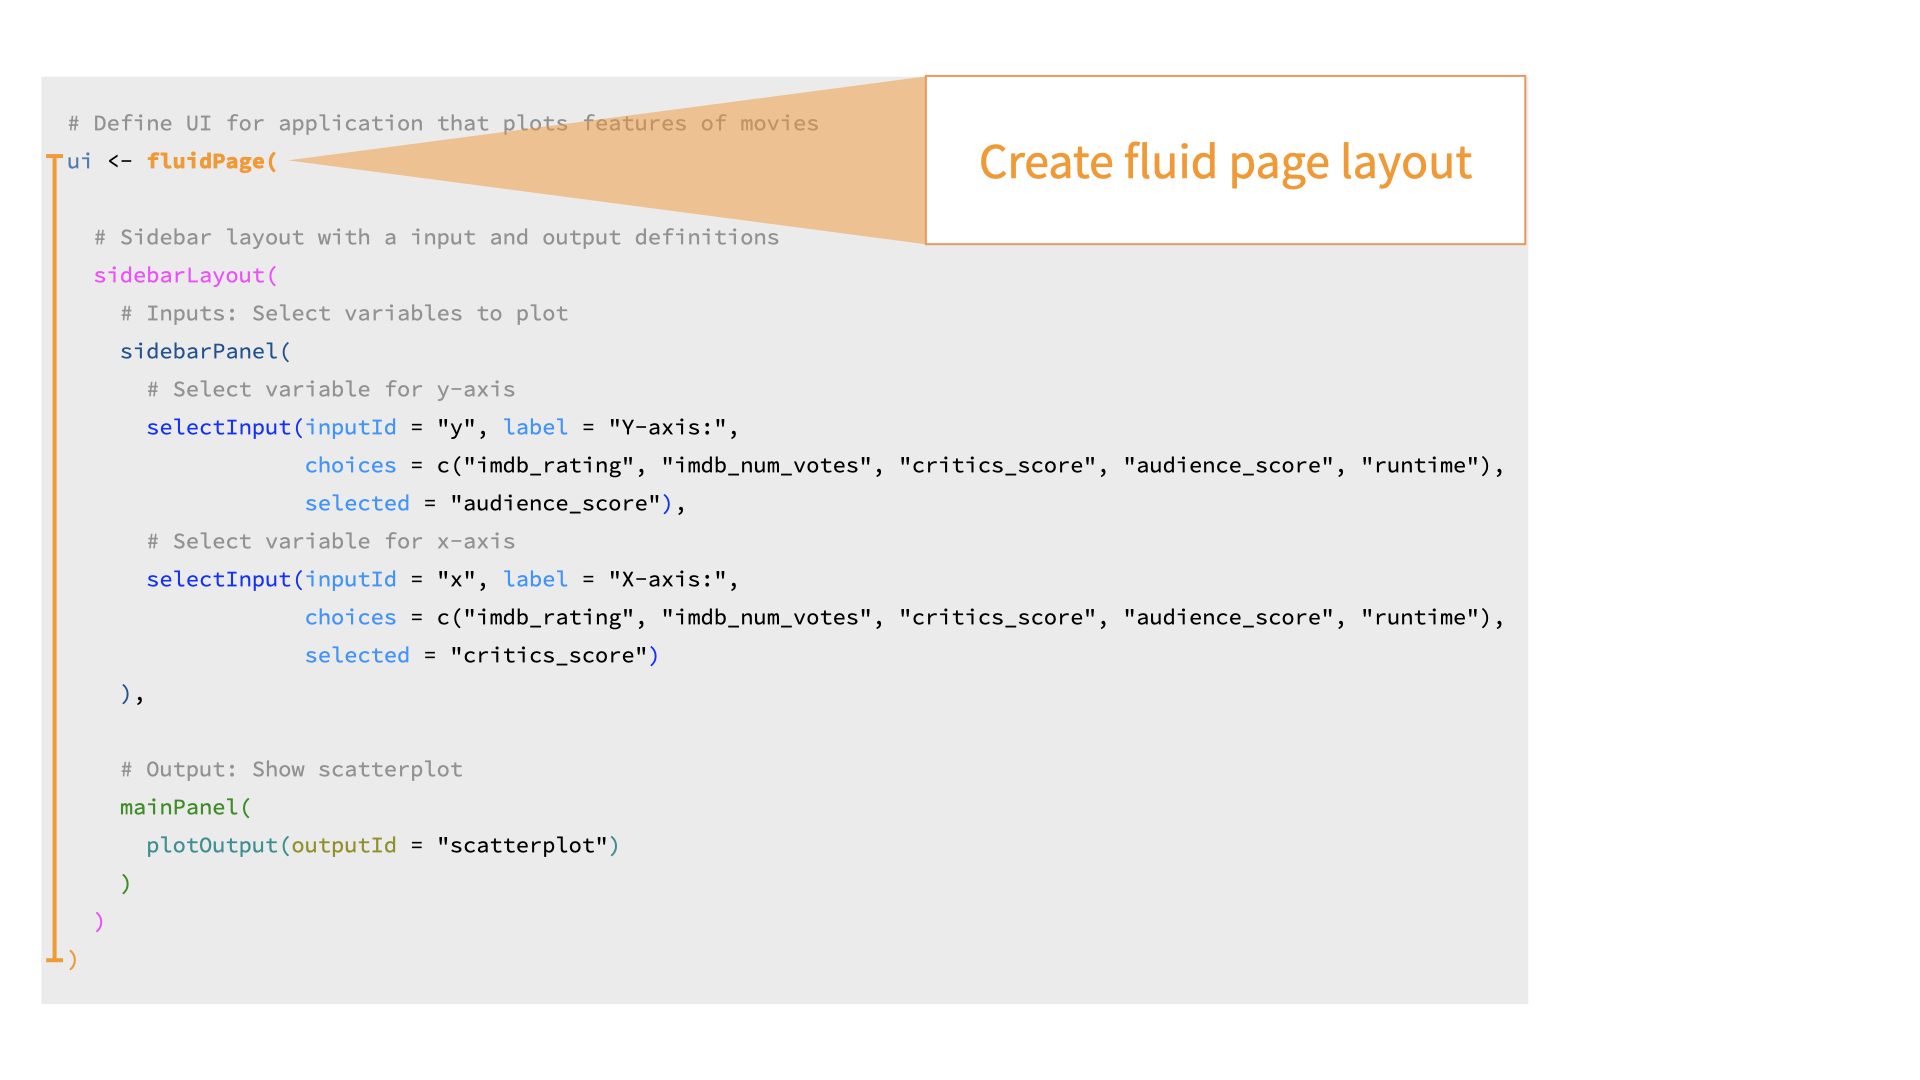 # Define UI for application that plots features of movies
ui <- fluidPage(
Create fluid page layout
# Sidebar layout with a input and output definitions
sidebarLayout(
# Inputs: Select variables to plot
sidebarPanel(
# Select variable for y-axis
selectInput(inputId = "y", label = "Y-axis:",
choices = c("imdb_rating", "imdb_num_votes", "critics_score", "audience_score", "runtime"),
selected = "audience_score"),
# Select variable for x-axis
selectInput(inputId = "x", label = "X-axis:",
choices = c("imdb_rating", "imdb_num_votes", "critics_score", "audience_score", "runtime"),
selected = "critics_score")
),
# Output: Show scatterplot
mainPanel(
plotOutput(outputId = "scatterplot")
)
)
)